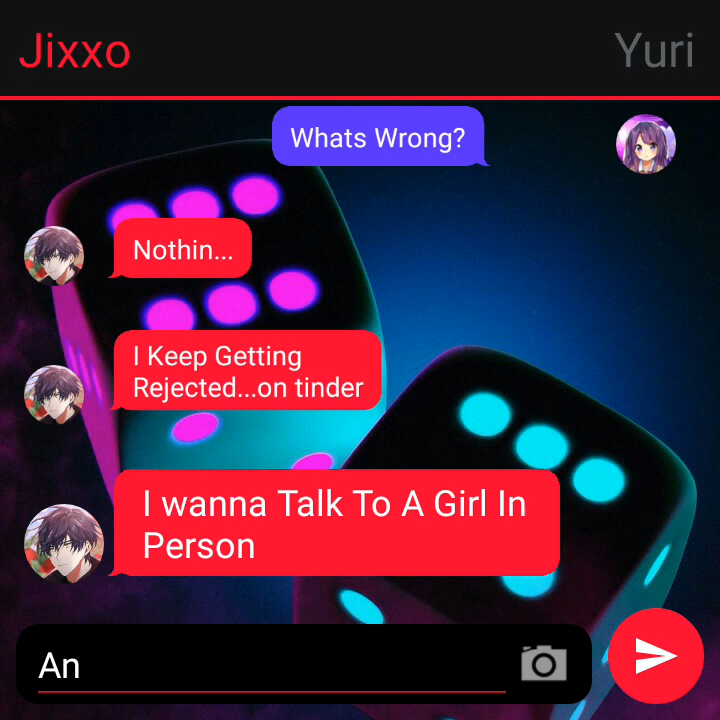 Jixxo
Yuri
Whats Wrong?
Nothin...
I Keep Getting
Rejected...on tinder
I wanna Talk To A Girl In
Person
An